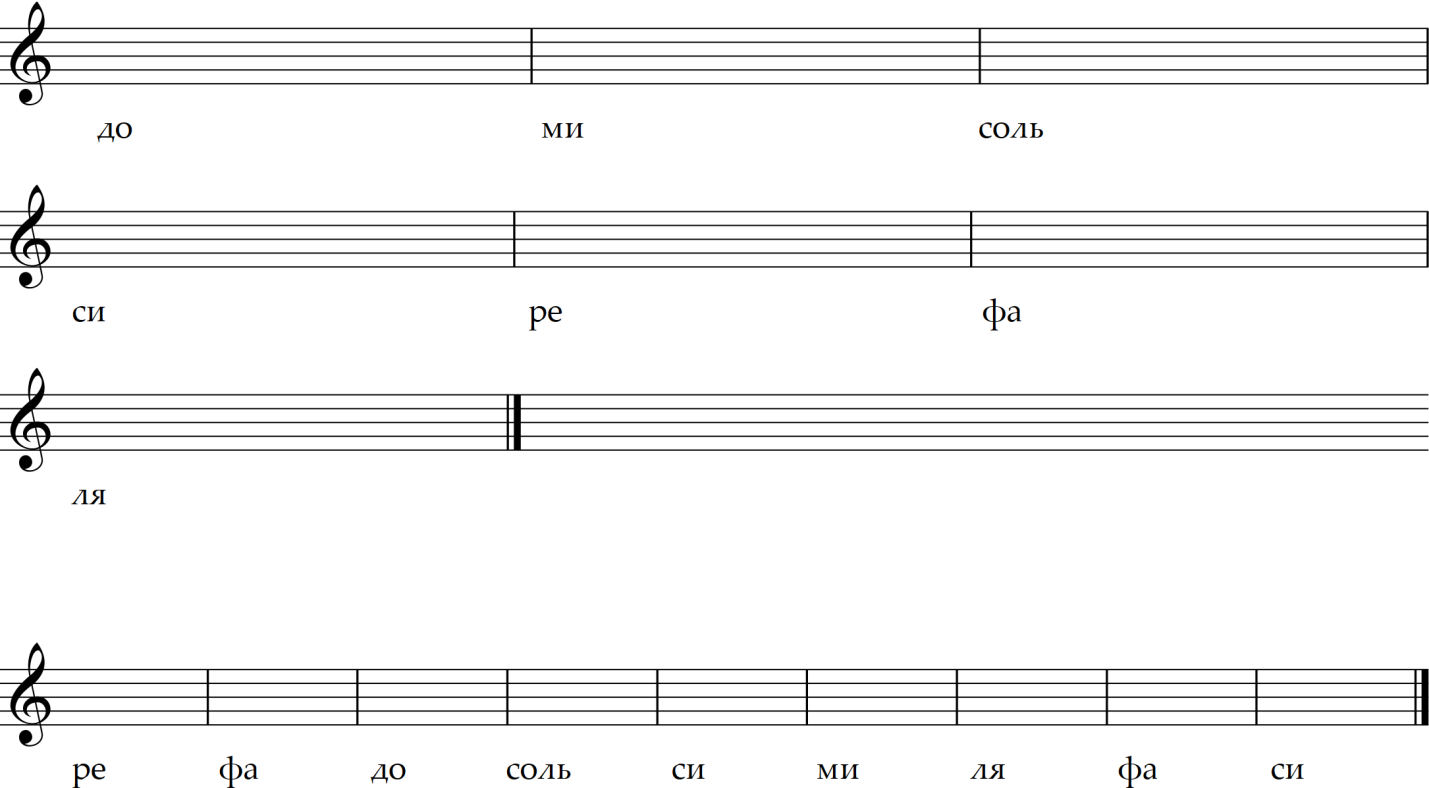 до ми соль
си ре фа
ля
ре фа до соль си ми ля фа си